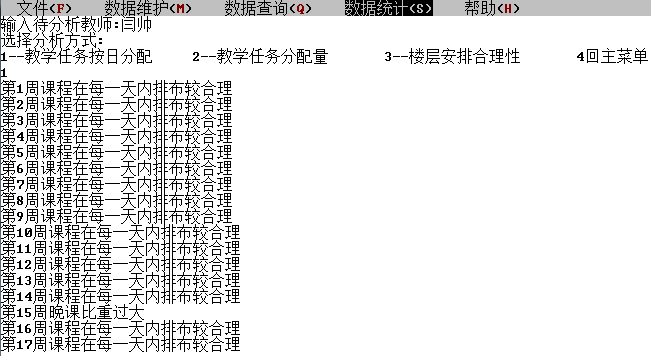 文件(F) 数据维护(M) 数据查询(Q) 数据统计(S) 帮助(H)
输入待分析教师:闫帅
选择分析方式:
1--教学任务按日分配 2--教学任务分配量 3--楼层安排合理性 4回主菜单
1
第1周课程在每一天内排布较合理
第2周课程在每一天内排布较合理
第3周课程在每一天内排布较合理
第4周课程在每一天内排布较合理
第5周课程在每一天内排布较合理
第6周课程在每一天内排布较合理
第7周课程在每一天内排布较合理
第8周课程在每一天内排布较合理
第9周课程在每一天内排布较合理
第10周课程在每一天内排布较合理
第11周课程在每一天内排布较合理
第12周课程在每一天内排布较合理
第13周课程在每一天内排布较合理
第14周课程在每一天内排布较合理
第15周晚课比重过大
第16周课程在每一天内排布较合理
第17周课程在每一天内排布较合理